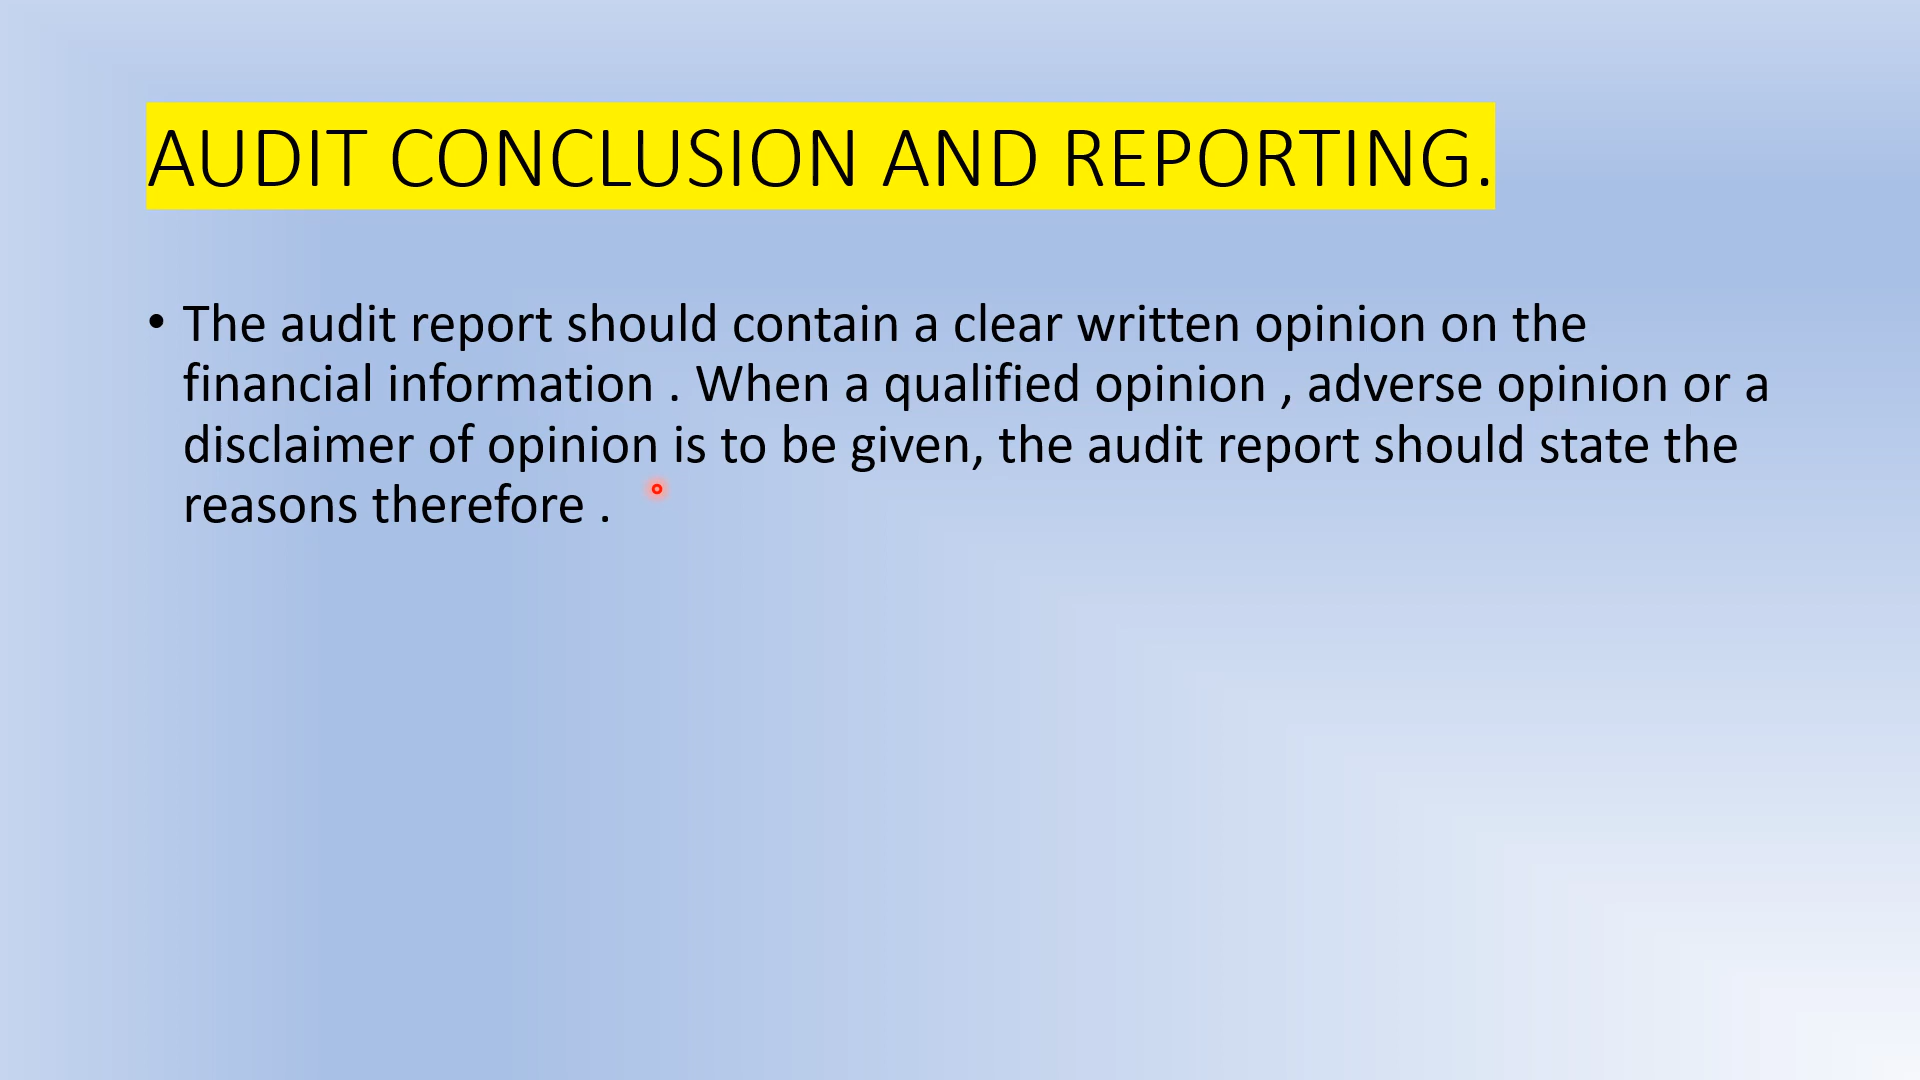 AUDIT CONCLUSION AND REPORTING.
• The audit report should contain a clear written opinion on the
financial information . When a qualified opinion , adverse opinion or a
disclaimer of opinion is to be given, the audit report should state the
reasons therefore .